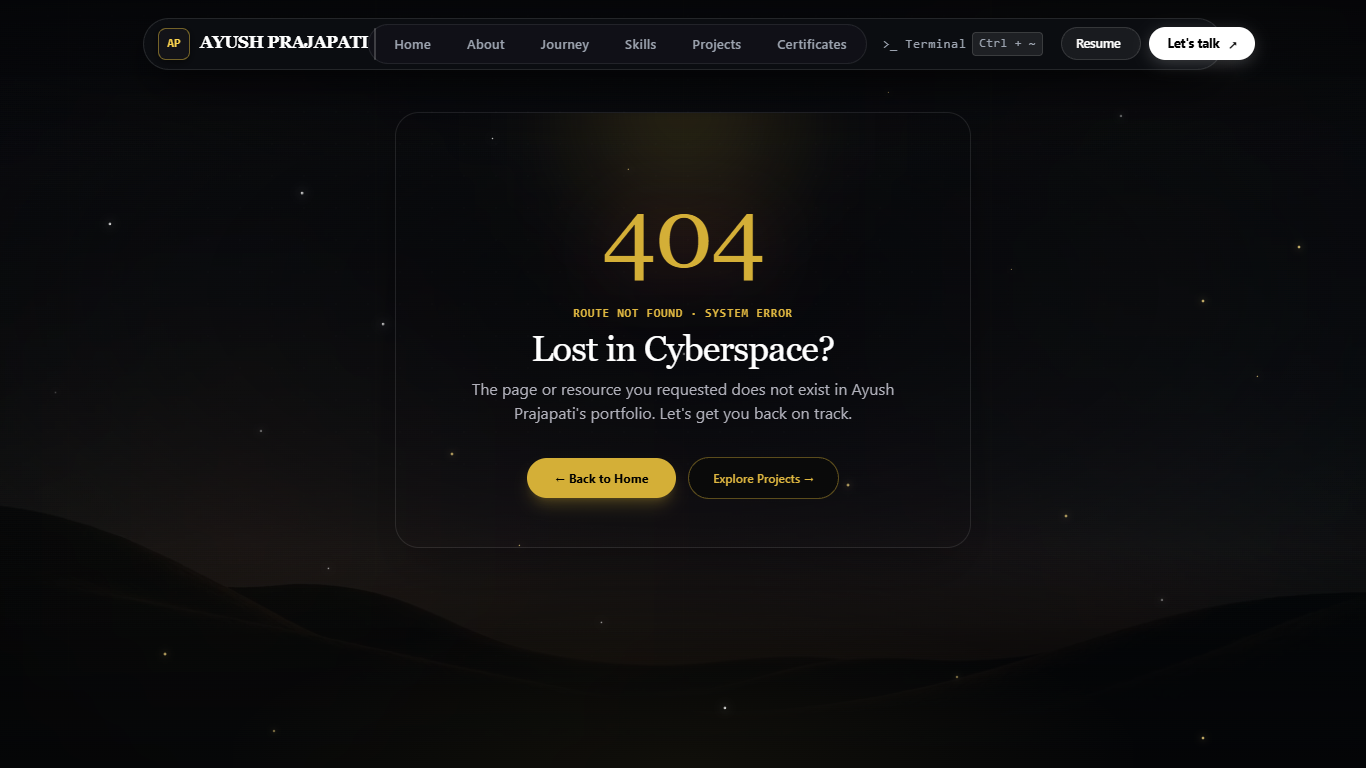 AP AYUSH PRAJAPATI Home About Journey Skills Projects Certificates >_ Terminal Ctrl + ~ Resume Let's talk ↗
404
ROUTE NOT FOUND · SYSTEM ERROR
Lost in Cyberspace?
The page or resource you requested does not exist in Ayush
Prajapati's portfolio. Let's get you back on track.
← Back to Home Explore Projects →